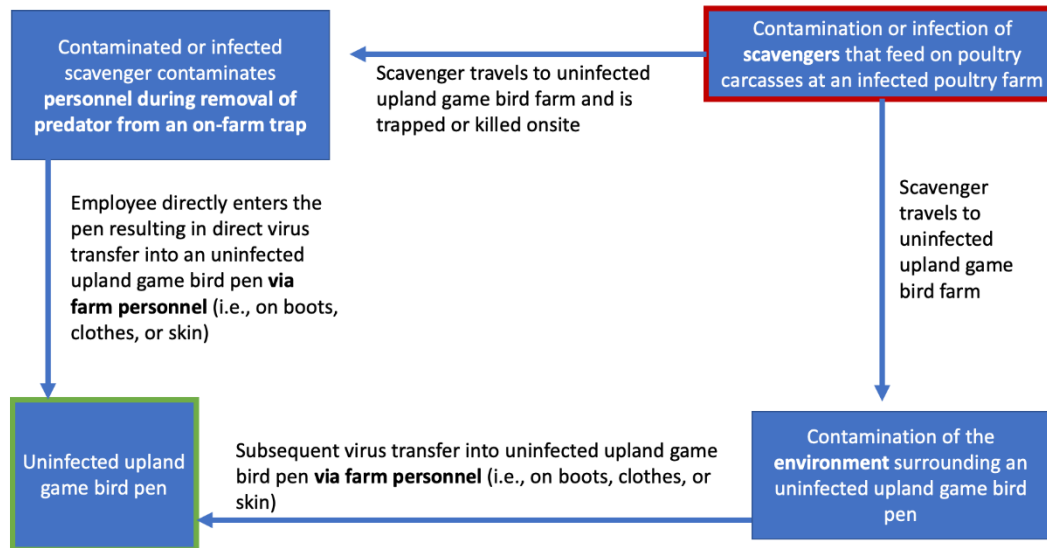 Contaminated or infected
scavenger contaminates
personnel during removal of
predator from an on-farm trap
Scavenger travels to uninfected
upland game bird farm and is
trapped or killed onsite
Contamination or infection of
scavengers that feed on poultry
carcasses at an infected poultry farm
Employee directly enters the
pen resulting in direct virus
transfer into an uninfected
upland game bird pen via
farm personnel (i.e., on boots,
clothes, or skin)
Scavenger
travels to
uninfected
upland game
bird farm
Uninfected upland
game bird pen
Subsequent virus transfer into uninfected upland game
bird pen via farm personnel (i.e., on boots, clothes, or
skin)
Contamination of the
environment surrounding an
uninfected upland game bird
pen